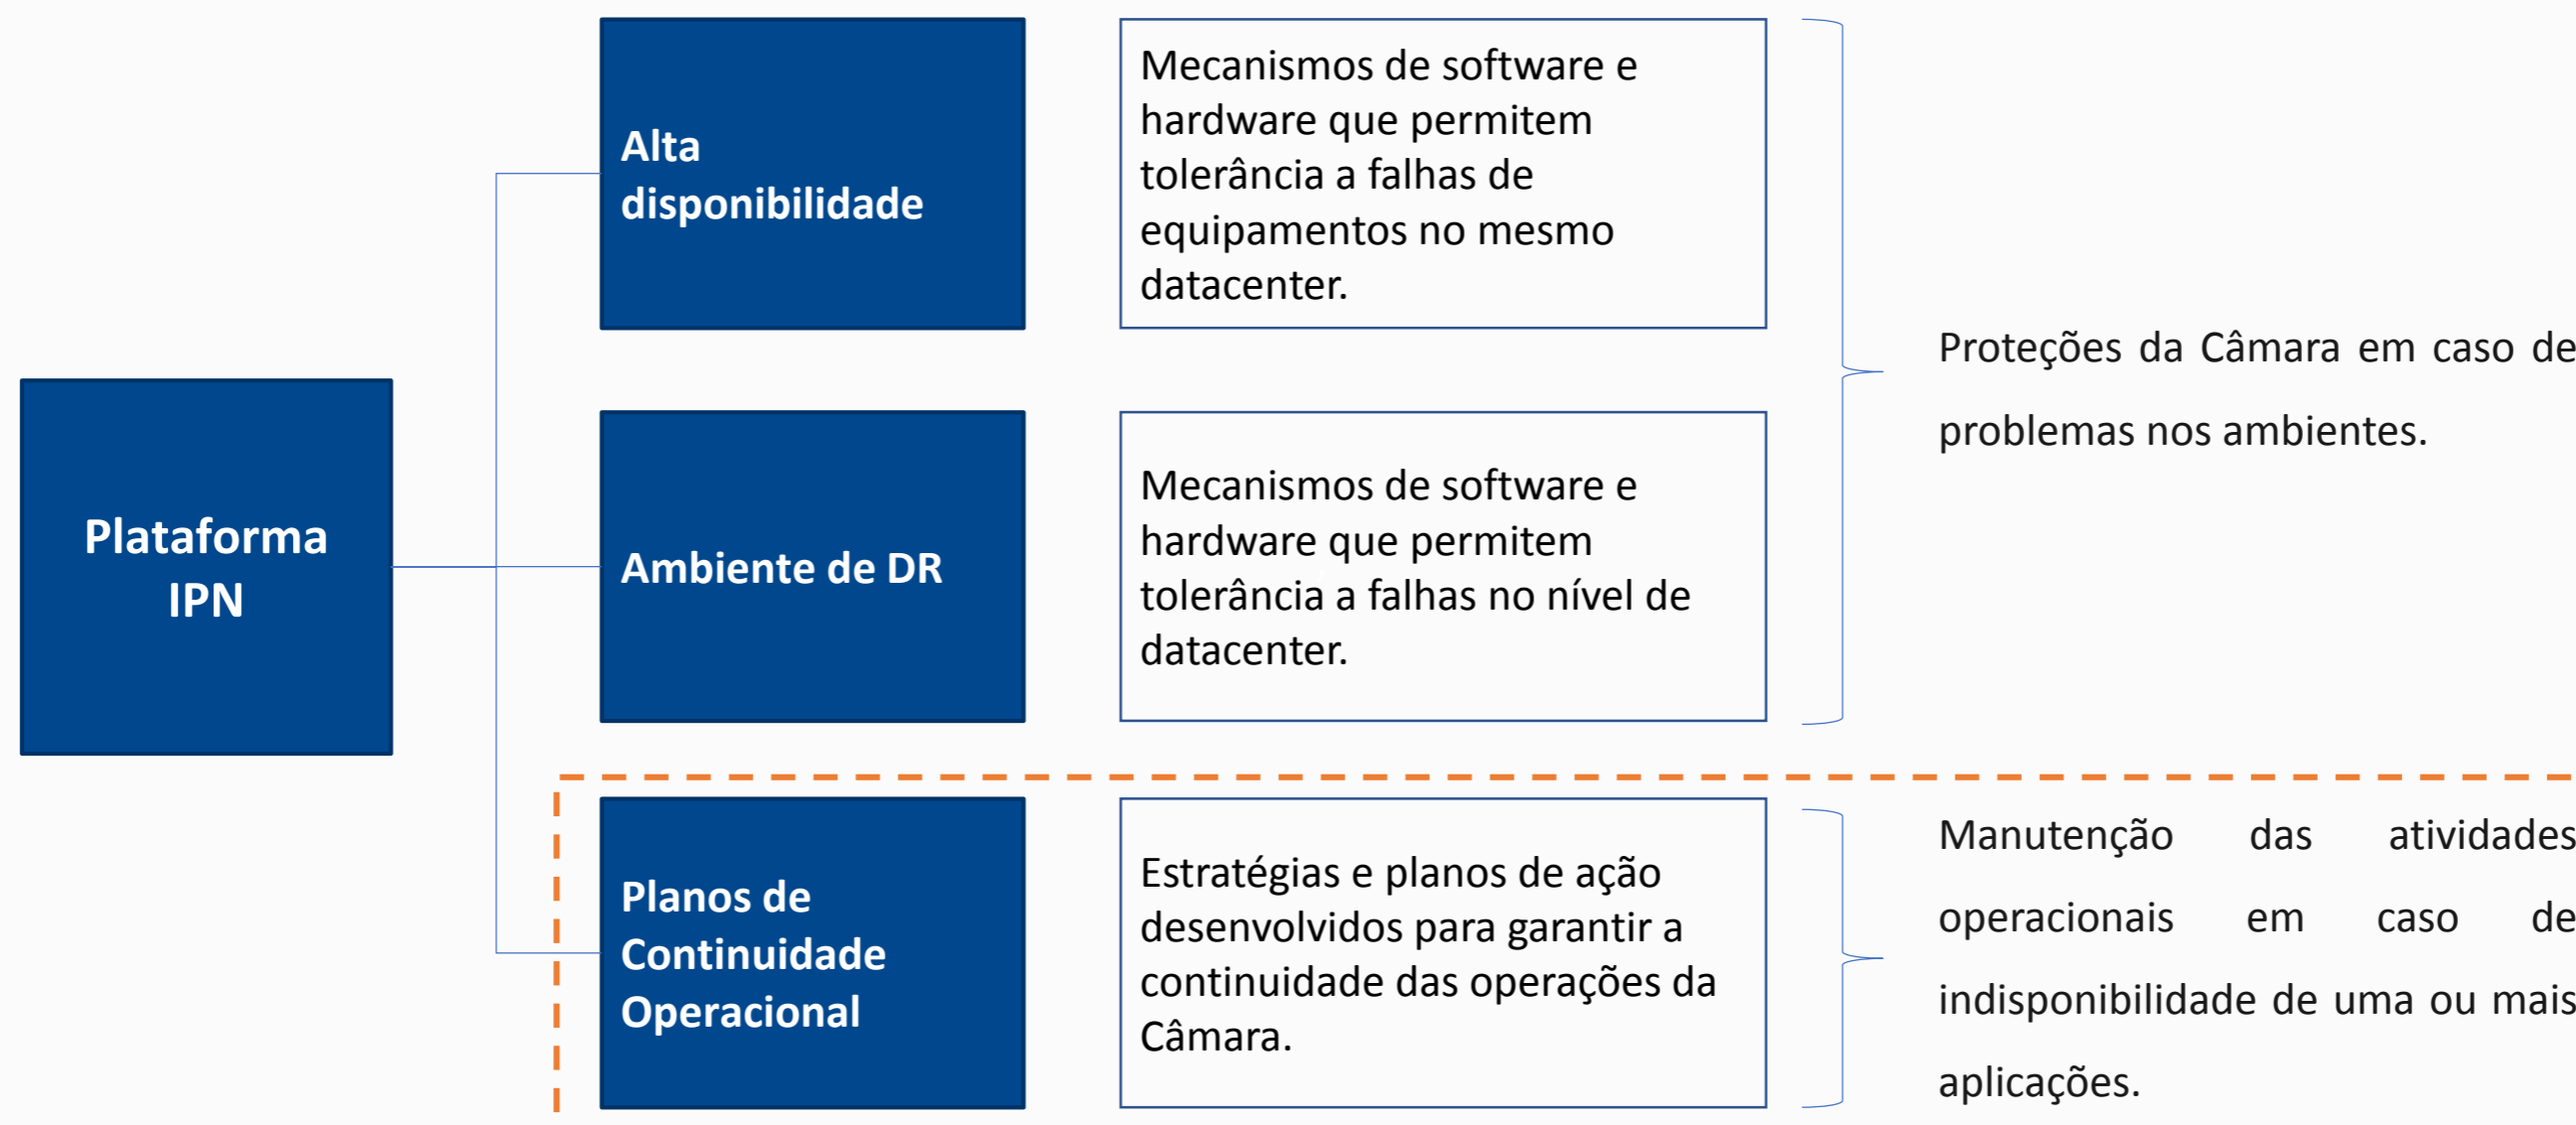 Plataforma
IPN
Alta
disponibilidade
Mecanismos de software e
hardware que permitem
tolerância a falhas de
equipamentos no mesmo
datacenter.
Ambiente de DR
Mecanismos de software e
hardware que permitem
tolerância a falhas no nível de
datacenter.
Proteções da Câmara em caso de
problemas nos ambientes.
Planos de
Continuidade
Operacional
Estratégias e planos de ação
desenvolvidos para garantir a
continuidade das operações da
Câmara.
Manutenção das atividades
operacionais em caso de
indisponibilidade de uma ou mais
aplicações.